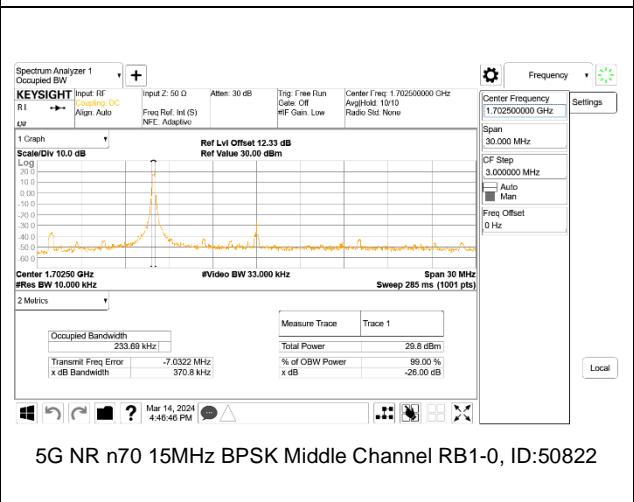 Spectrum Analyzer 1
Occupied BW
Frequency
KEYSIGHT
Input: RF
Coupling: DC
Align: Auto
Input Z: 50 Ω
Freq Ref: Int (S)
NFE: Adaptive
Atten: 30 dB
Trig: Free Run
Gate: Off
#IF Gain: Low
Center Freq: 1.702500000 GHz
Avg|Hold: 10/10
Radio Std: None
Center Frequency
1.702500000 GHz
Settings
Span
30.000 MHz
CF Step
3.000000 MHz
Auto
Man
Freq Offset
0 Hz
1 Graph
Scale/Div 10.0 dB
Ref Lvl Offset 12.33 dB
Ref Value 30.00 dBm
Log
20.0
10.0
0.00
-10.0
-20.0
-30.0
-40.0
-50.0
-60.0
Center 1.70250 GHz
#Res BW 10.000 kHz
#Video BW 33.000 kHz
Span 30 MHz
Sweep 285 ms (1001 pts)
2 Metrics
Measure Trace Trace 1
Occupied Bandwidth
233.69 kHz
Total Power 29.8 dBm
Transmit Freq Error -7.0322 MHz
% of OBW Power 99.00 %
x dB Bandwidth 370.8 kHz
x dB -26.00 dB
Local
Mar 14, 2024
4:46:46 PM
5G NR n70 15MHz BPSK Middle Channel RB1-0, ID:50822